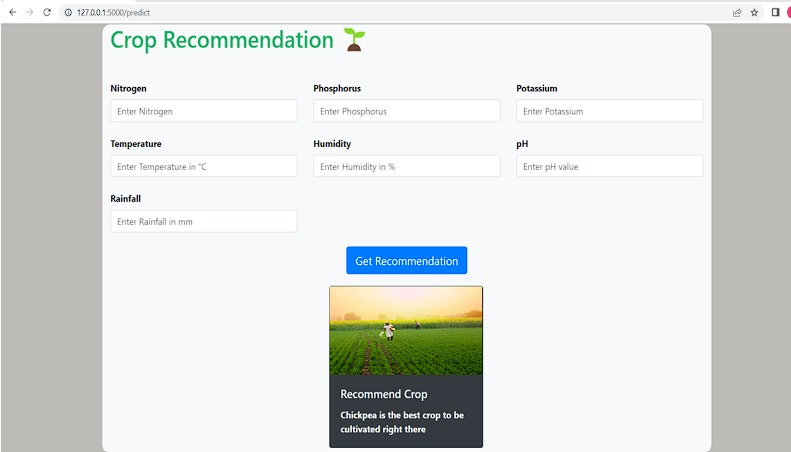 127.0.0.1:5000/predict
Crop Recommendation
Nitrogen Phosphorus Potassium
Enter Nitrogen Enter Phosphorus Enter Potassium
Temperature Humidity pH
Enter Temperature in °C Enter Humidity in % Enter pH value
Rainfall
Enter Rainfall in mm
Get Recommendation
Recommend Crop
Chickpea is the best crop to be
cultivated right there